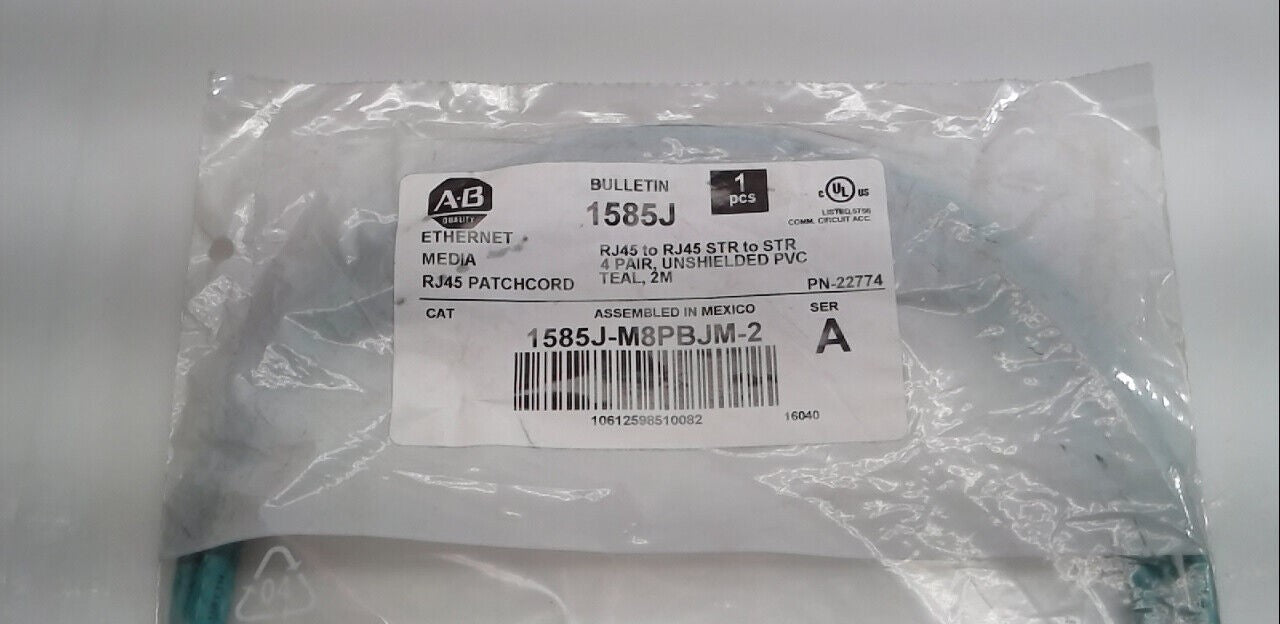 A-B
QUALITY
BULLETIN
1585J
1
pcs
c UL US
LISTED 5756
COMM. CIRCUIT ACC.
ETHERNET
MEDIA
RJ45 PATCHCORD
RJ45 to RJ45 STR to STR
4 PAIR, UNSHIELDED PVC
TEAL, 2M
PN-22774
CAT
ASSEMBLED IN MEXICO
SER
1585J-M8PBJM-2
A
10612598510082
16040
04